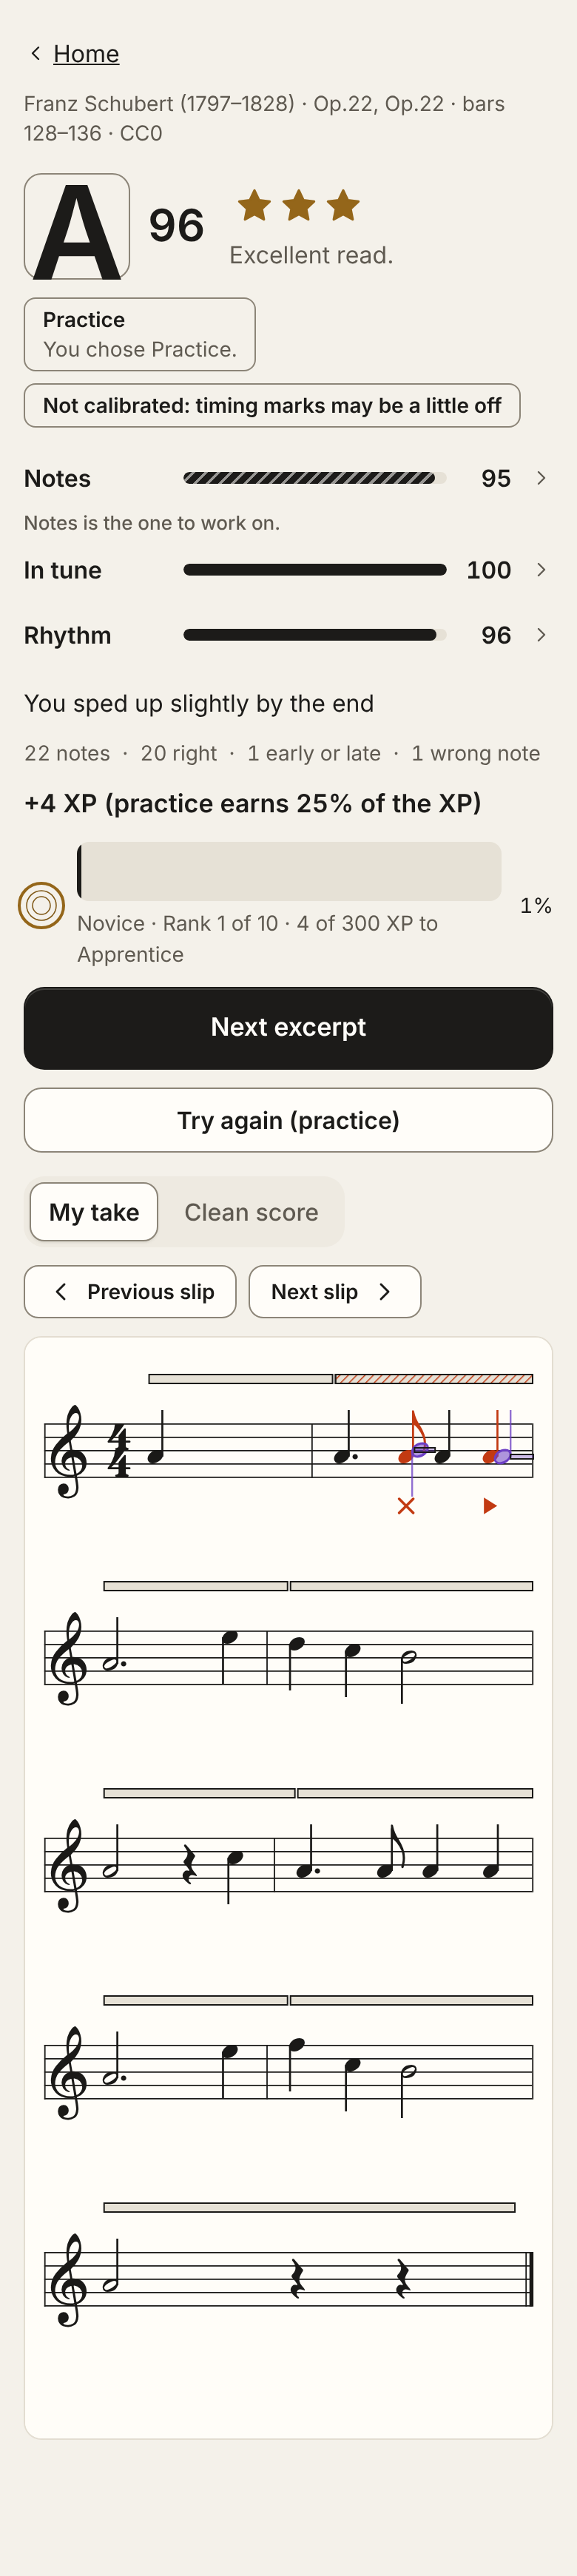 Home
Franz Schubert (1797–1828) · Op.22, Op.22 · bars
128–136 · CC0
A
96
Excellent read.
Practice
You chose Practice.
Not calibrated: timing marks may be a little off
Notes 95
Notes is the one to work on.
In tune 100
Rhythm 96
You sped up slightly by the end
22 notes · 20 right · 1 early or late · 1 wrong note
+4 XP (practice earns 25% of the XP)
1%
Novice · Rank 1 of 10 · 4 of 300 XP to
Apprentice
Next excerpt
Try again (practice)
My take Clean score
Previous slip Next slip
4
4